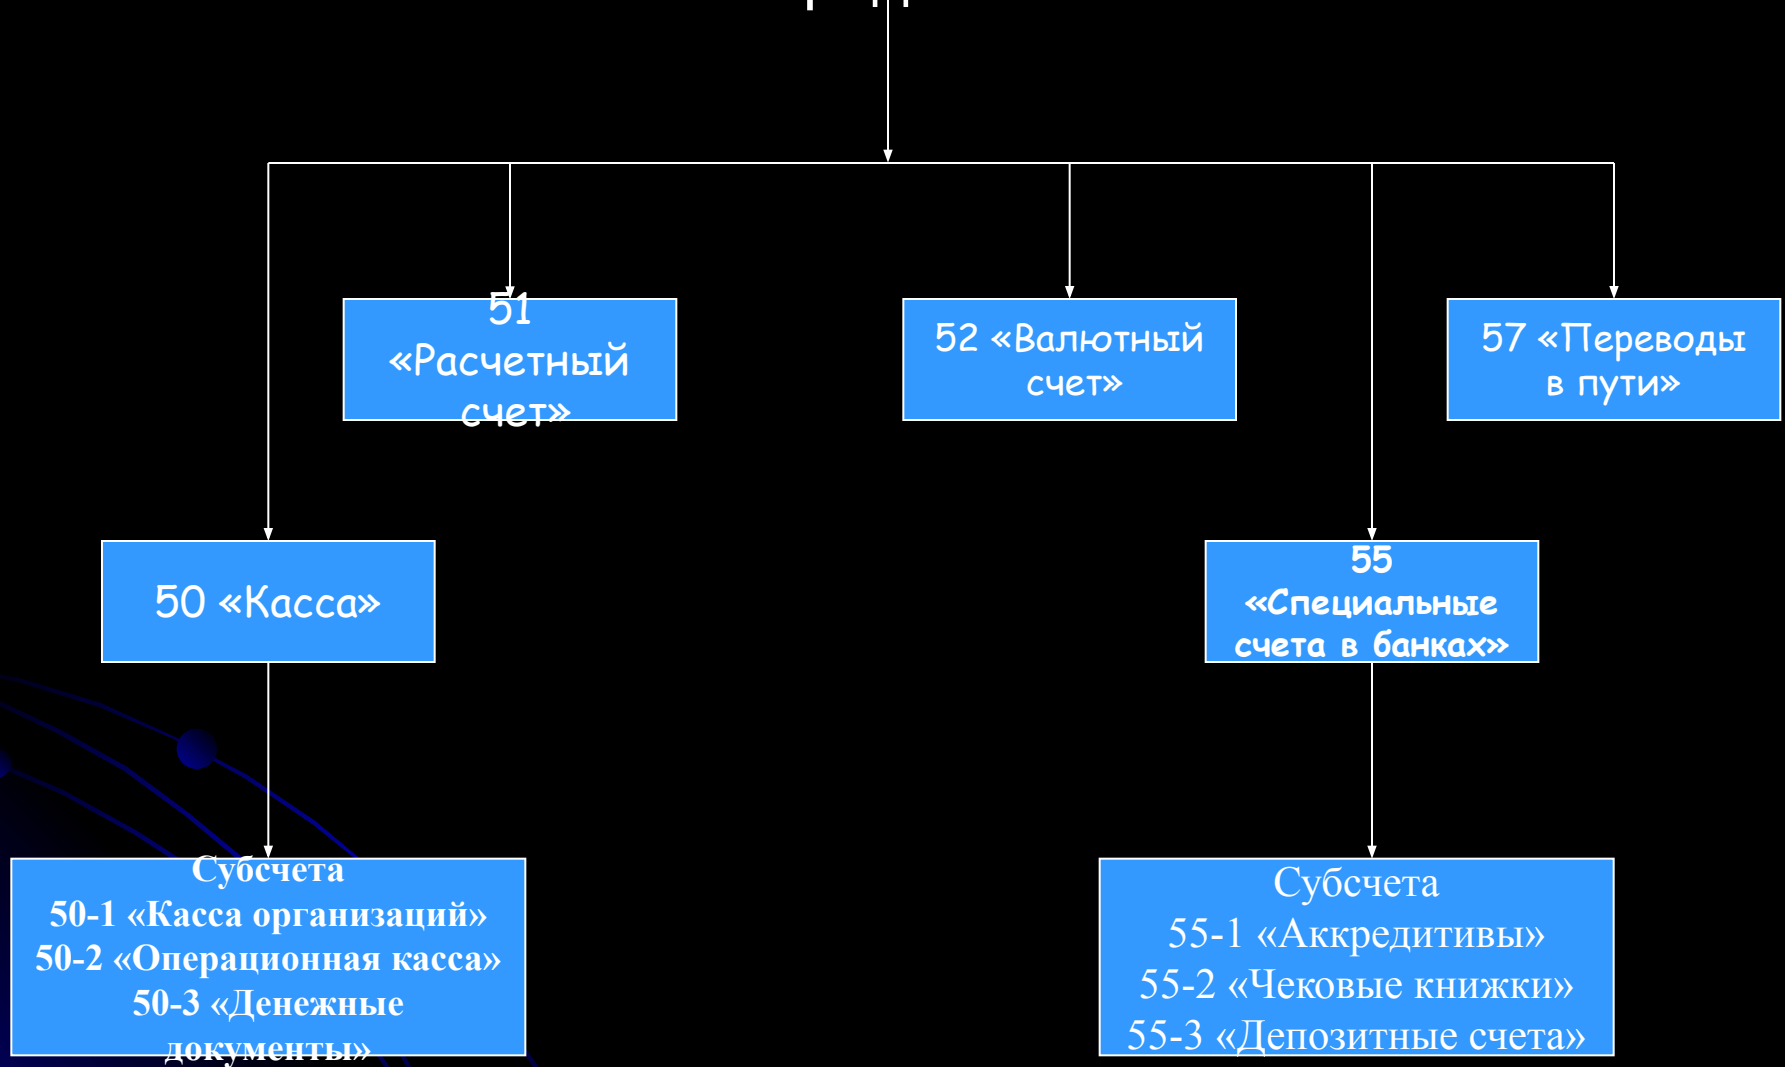 51
«Расчетный
счет»
52 «Валютный
счет»
57 «Переводы
в пути»
50 «Касса»
55
«Специальные
счета в банках»
Субсчета
50-1 «Касса организаций»
50-2 «Операционная касса»
50-3 «Денежные
документы»
Субсчета
55-1 «Аккредитивы»
55-2 «Чековые книжки»
55-3 «Депозитные счета»